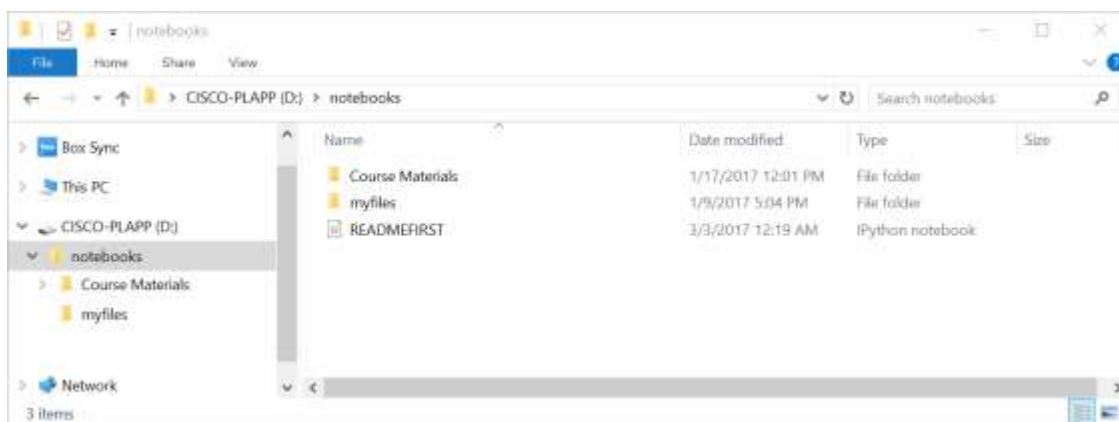 notebooks
File Home Share View
CISCO-PLAPP (D:) notebooks Search notebooks
Box Sync
This PC
CISCO-PLAPP (D:)
notebooks
Course Materials
myfiles
Network
Name Date modified Type Size
Course Materials 1/17/2017 12:01 PM File folder
myfiles 1/9/2017 5:04 PM File folder
READMEFIRST 3/3/2017 12:19 AM IPython notebook
3 items